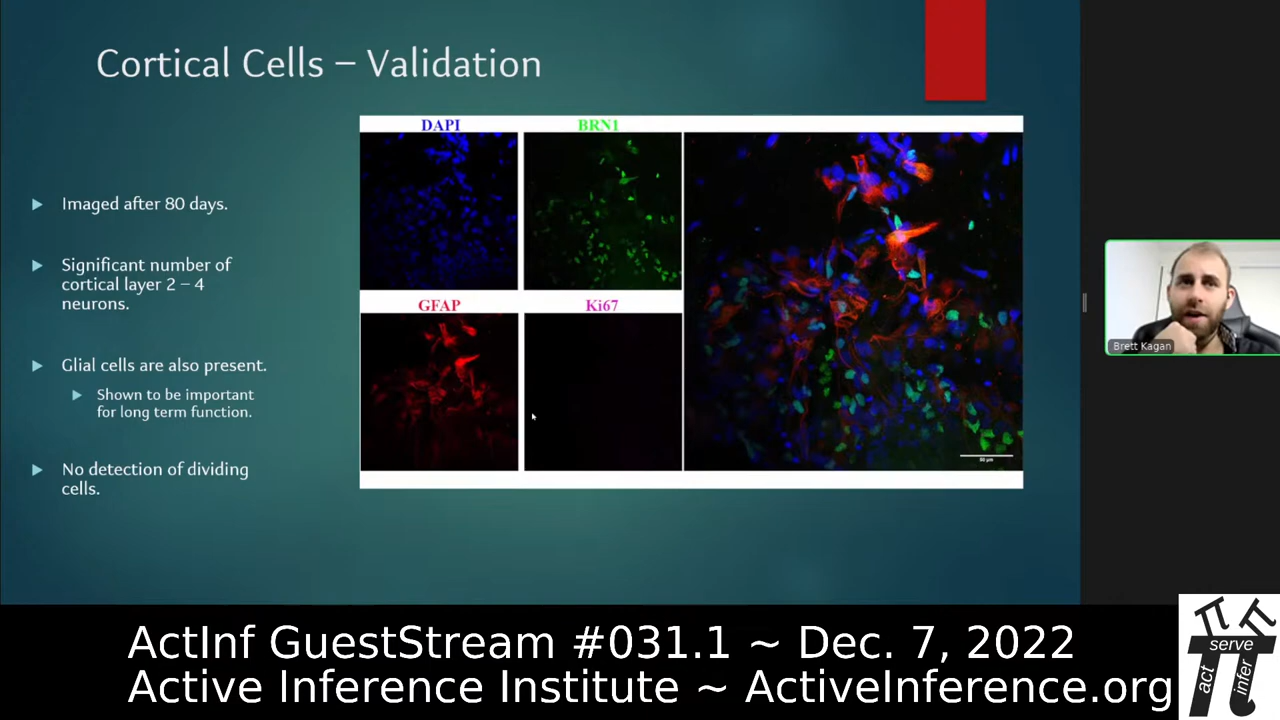 Cortical Cells – Validation
Imaged after 80 days.
Significant number of
cortical layer 2 – 4
neurons.
Glial cells are also present.
Shown to be important
for long term function.
No detection of dividing
cells.
DAPI
BRN1
GFAP
Ki67
Brett Kagan
ActInf GuestStream #031.1 ~ Dec. 7, 2022
Active Inference Institute ~ ActiveInference.org
serve
act
infer